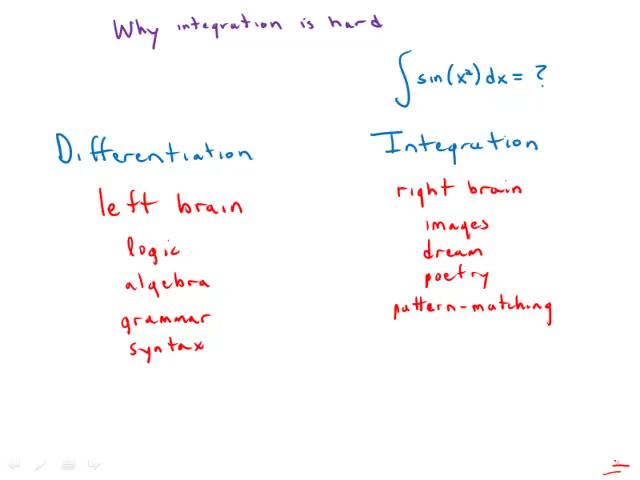 Why integration is hard
∫ sin(x²) dx = ?
Differentiation
Integration
left brain
logic
algebra
grammar
syntax
right brain
images
dream
poetry
pattern-matching